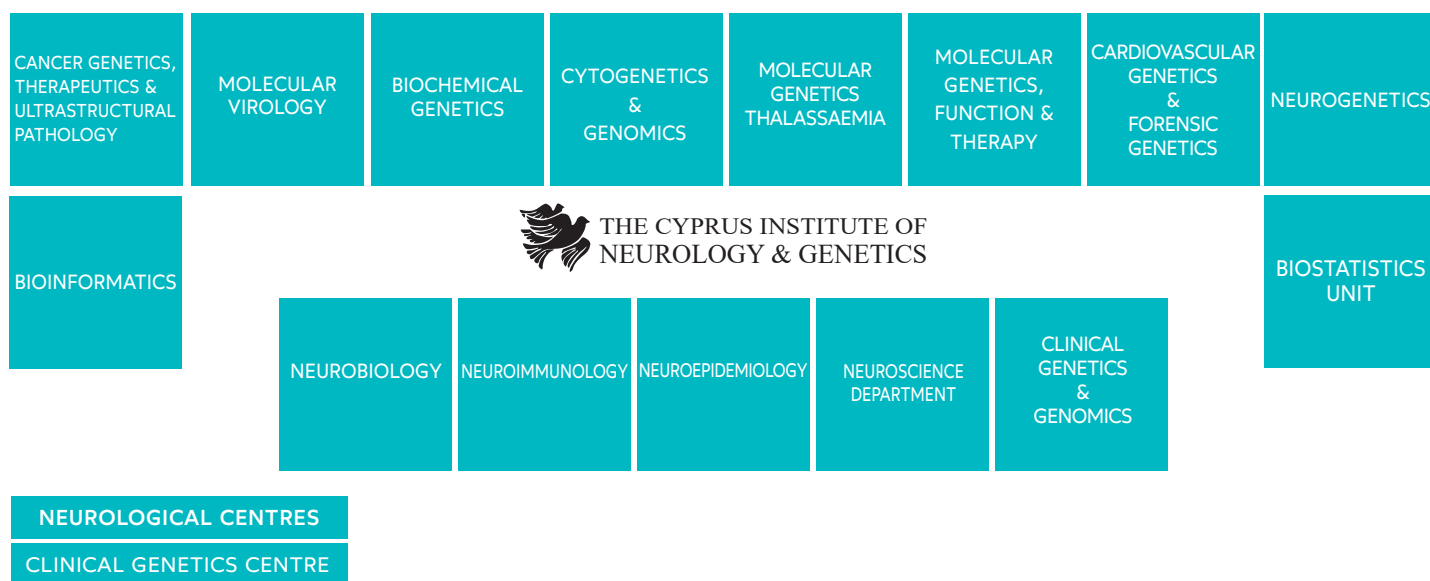 CANCER GENETICS,
THERAPEUTICS &
ULTRASTRUCTURAL
PATHOLOGY
MOLECULAR
VIROLOGY
BIOCHEMICAL
GENETICS
CYTOGENETICS
&
GENOMICS
MOLECULAR
GENETICS
THALASSAEMIA
MOLECULAR
GENETICS,
FUNCTION &
THERAPY
CARDIOVASCULAR
GENETICS
&
FORENSIC
GENETICS
NEUROGENETICS
BIOINFORMATICS
THE CYPRUS INSTITUTE OF
NEUROLOGY & GENETICS
BIOSTATISTICS
UNIT
NEUROBIOLOGY
NEUROIMMUNOLOGY
NEUROEPIDEMIOLOGY
NEUROSCIENCE
DEPARTMENT
CLINICAL
GENETICS
&
GENOMICS
NEUROLOGICAL CENTRES
CLINICAL GENETICS CENTRE